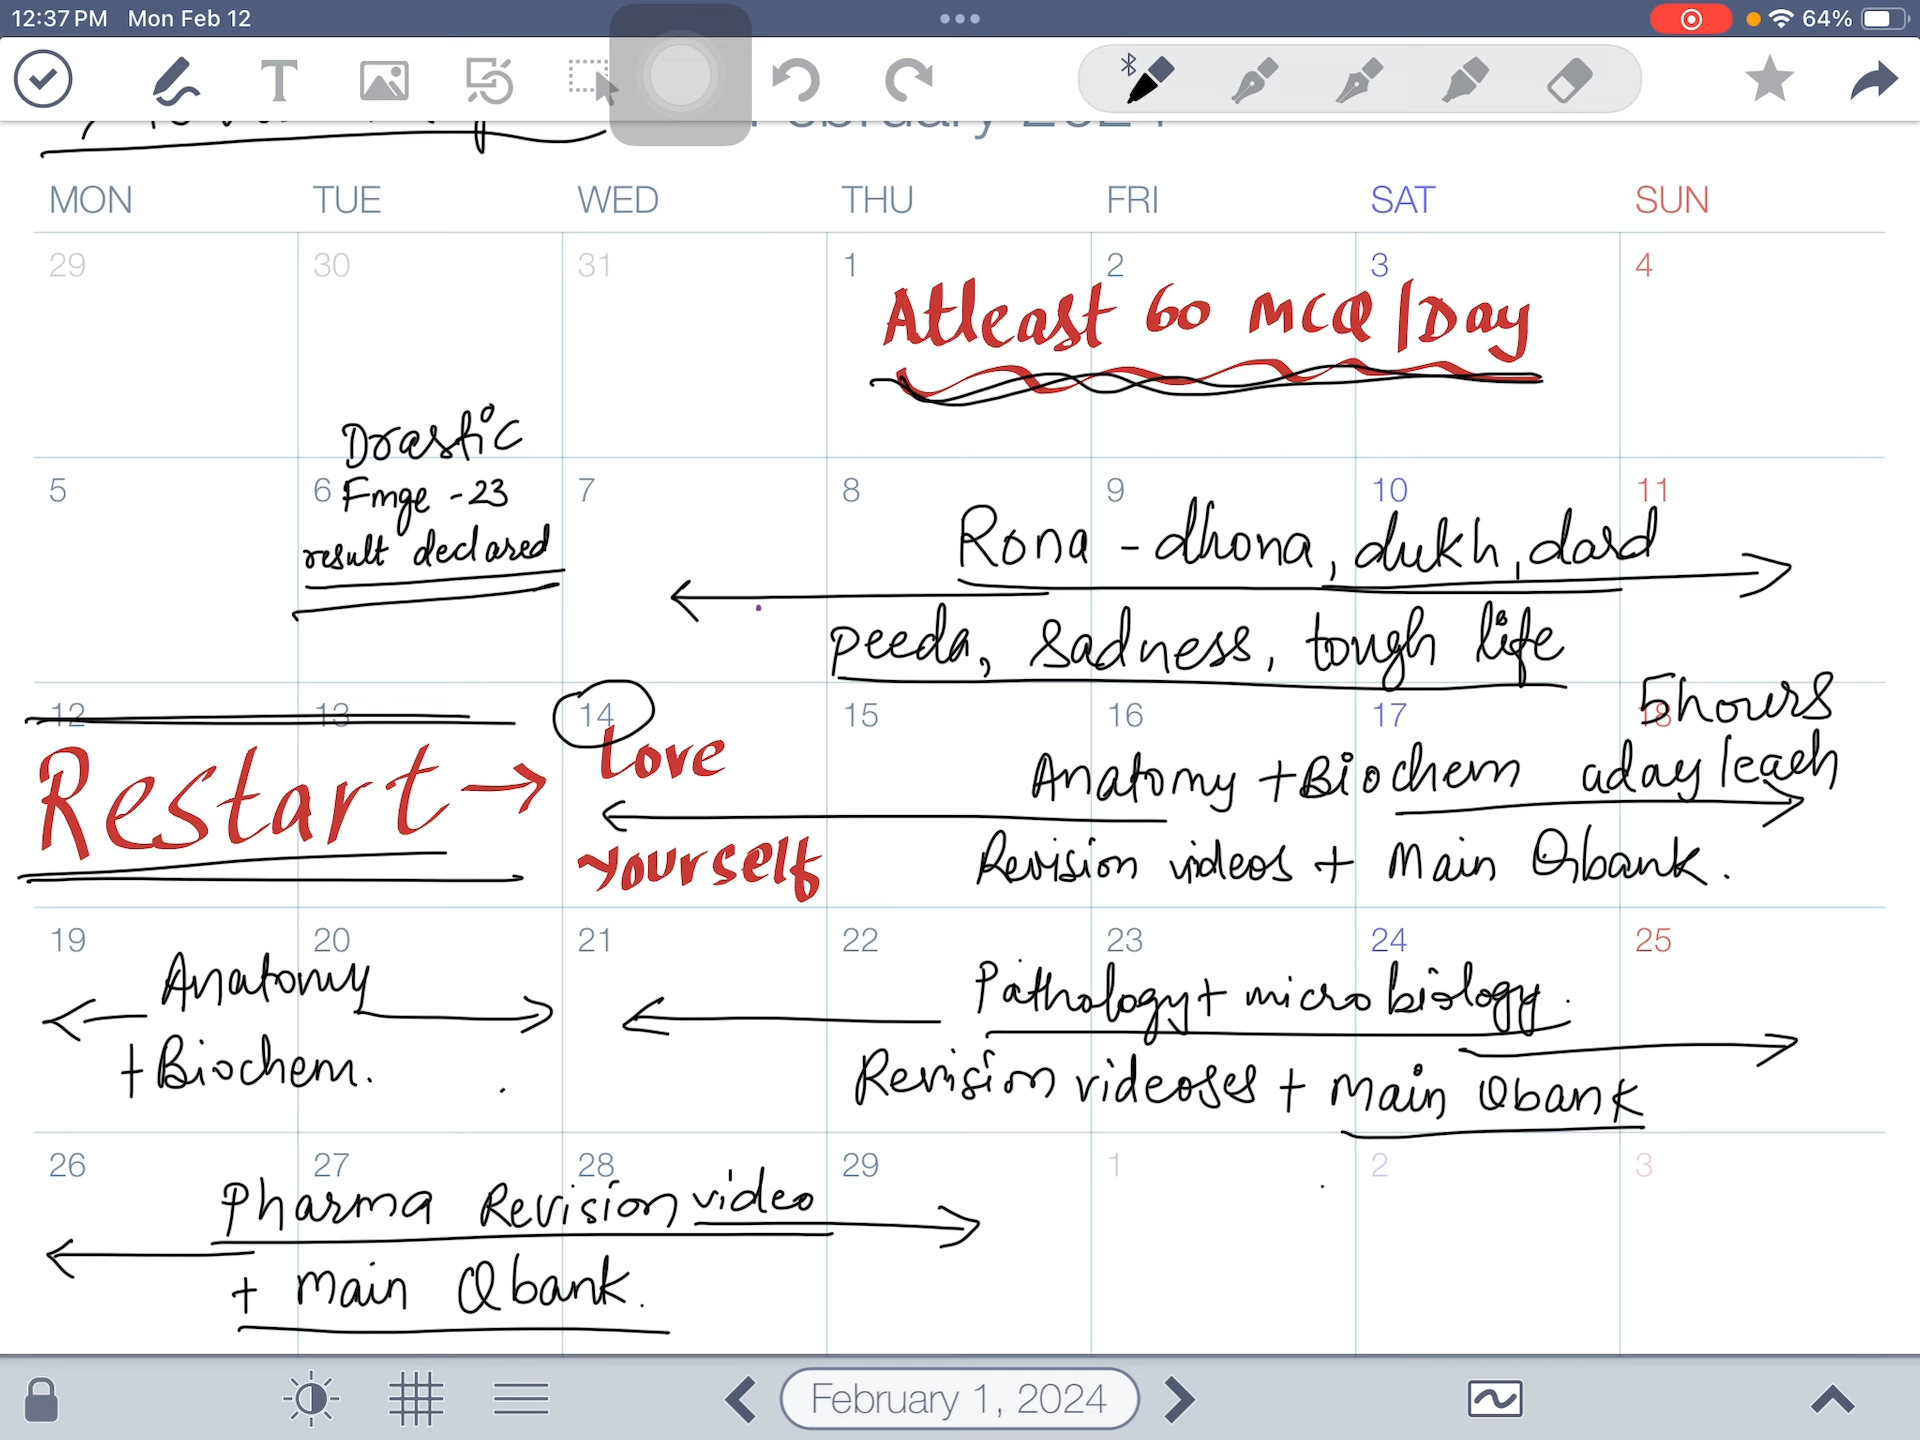 12:37 PM Mon Feb 12
64%
T
February 2024
MON TUE WED THU FRI SAT SUN
29 30 31 1 2 3 4
Atleast 60 MCQ/Day
Drastic
5 6 7 8 9 10 11
Fmge -23
result declared
Rona - dhona, dukh, dard
peeda, sadness, tough life
12 13 14 15 16 17 18
5hours
Restart →
Love
yourself
Anatomy + Biochem aday/each
Revision videos + Main Qbank.
19 20 21 22 23 24 25
Anatomy
+ Biochem.
Pathology + microbiology.
Revision videoses + Main Qbank
26 27 28 29 1 2 3
Pharma Revision video
+ Main Qbank.
February 1, 2024